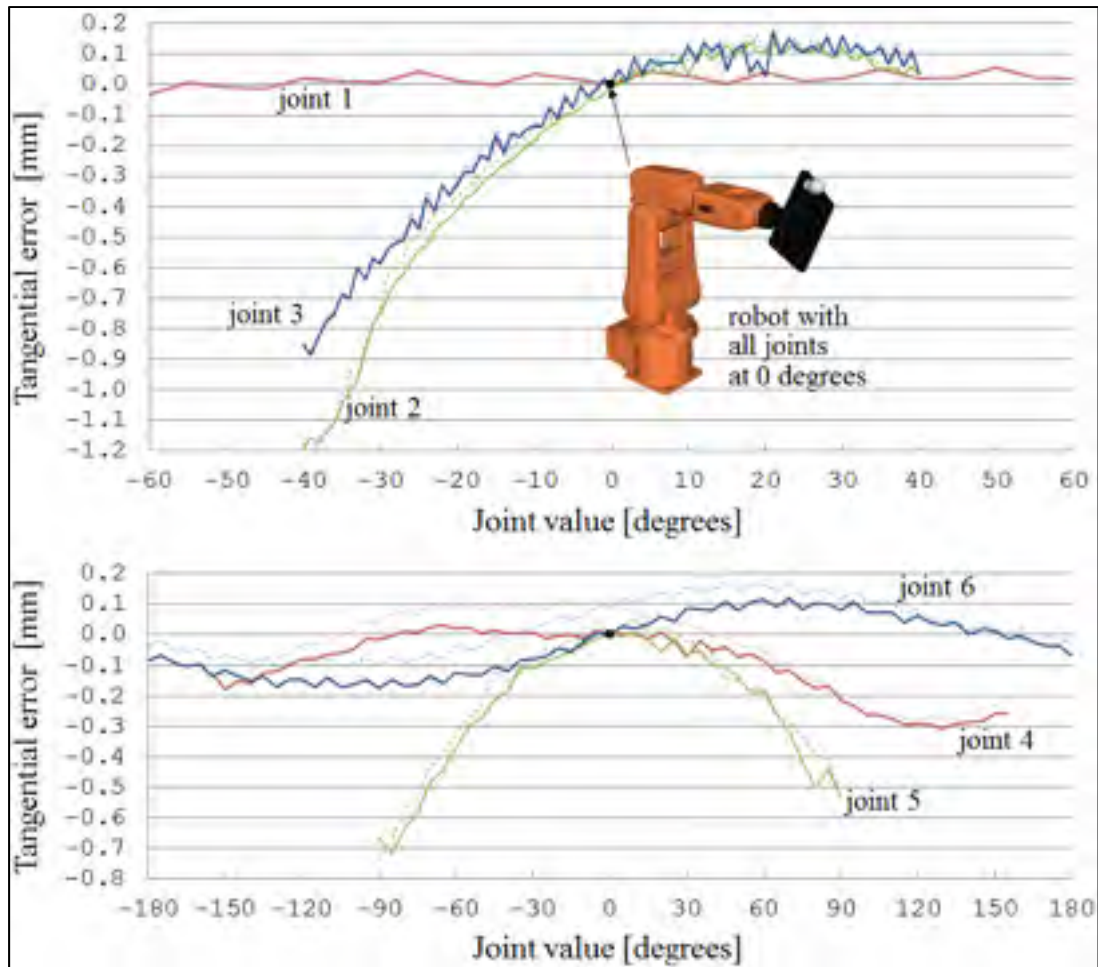 Tangential error [mm]
0.2
0.1
0.0
-0.1
-0.2
-0.3
-0.4
-0.5
-0.6
-0.7
-0.8
-0.9
-1.0
-1.1
-1.2
joint 1
joint 3
joint 2
robot with
all joints
at 0 degrees
-60 -50 -40 -30 -20 -10 0 10 20 30 40 50 60
Joint value [degrees]
Tangential error [mm]
0.2
0.1
0.0
-0.1
-0.2
-0.3
-0.4
-0.5
-0.6
-0.7
-0.8
joint 6
joint 4
joint 5
-180 -150 -120 -90 -60 -30 0 30 60 90 120 150 180
Joint value [degrees]